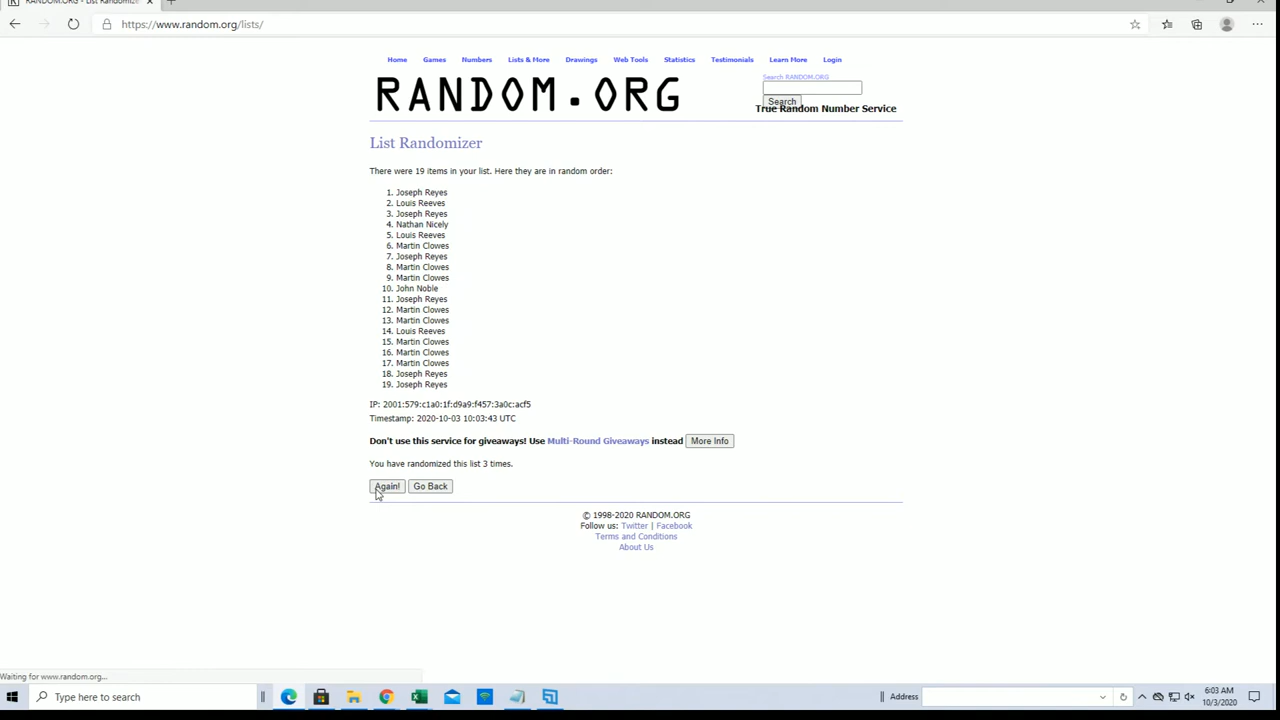 RANDOM.ORG - List Randomizer
https://www.random.org/lists/
Home Games Numbers Lists & More Drawings Web Tools Statistics Testimonials Learn More Login
RANDOM.ORG
Search RANDOM.ORG
Search
True Random Number Service
List Randomizer
There were 19 items in your list. Here they are in random order:
1. Joseph Reyes
2. Louis Reeves
3. Joseph Reyes
4. Nathan Nicely
5. Louis Reeves
6. Martin Clowes
7. Joseph Reyes
8. Martin Clowes
9. Martin Clowes
10. John Noble
11. Joseph Reyes
12. Martin Clowes
13. Martin Clowes
14. Louis Reeves
15. Martin Clowes
16. Martin Clowes
17. Martin Clowes
18. Joseph Reyes
19. Joseph Reyes
IP: 2001:579:c1a0:1f:d9a9:f457:3a0c:acf5
Timestamp: 2020-10-03 10:03:43 UTC
Don't use this service for giveaways! Use Multi-Round Giveaways instead More Info
You have randomized this list 3 times.
Again! Go Back
© 1998-2020 RANDOM.ORG
Follow us: Twitter | Facebook
Terms and Conditions
About Us
Waiting for www.random.org...
Type here to search
Address
6:03 AM
10/3/2020